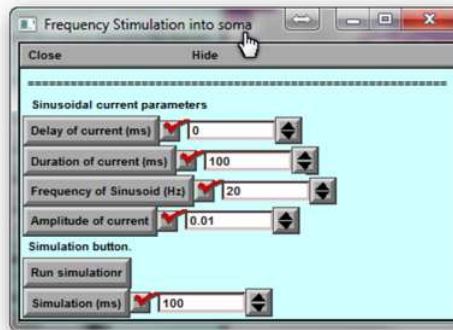 Frequency Stimulation into soma
Close Hide
================================================
Sinusoidal current parameters
Delay of current (ms) 0
Duration of current (ms) 100
Frequency of Sinusoid (Hz) 20
Amplitude of current 0.01
Simulation button.
Run simulationr
Simulation (ms) 100